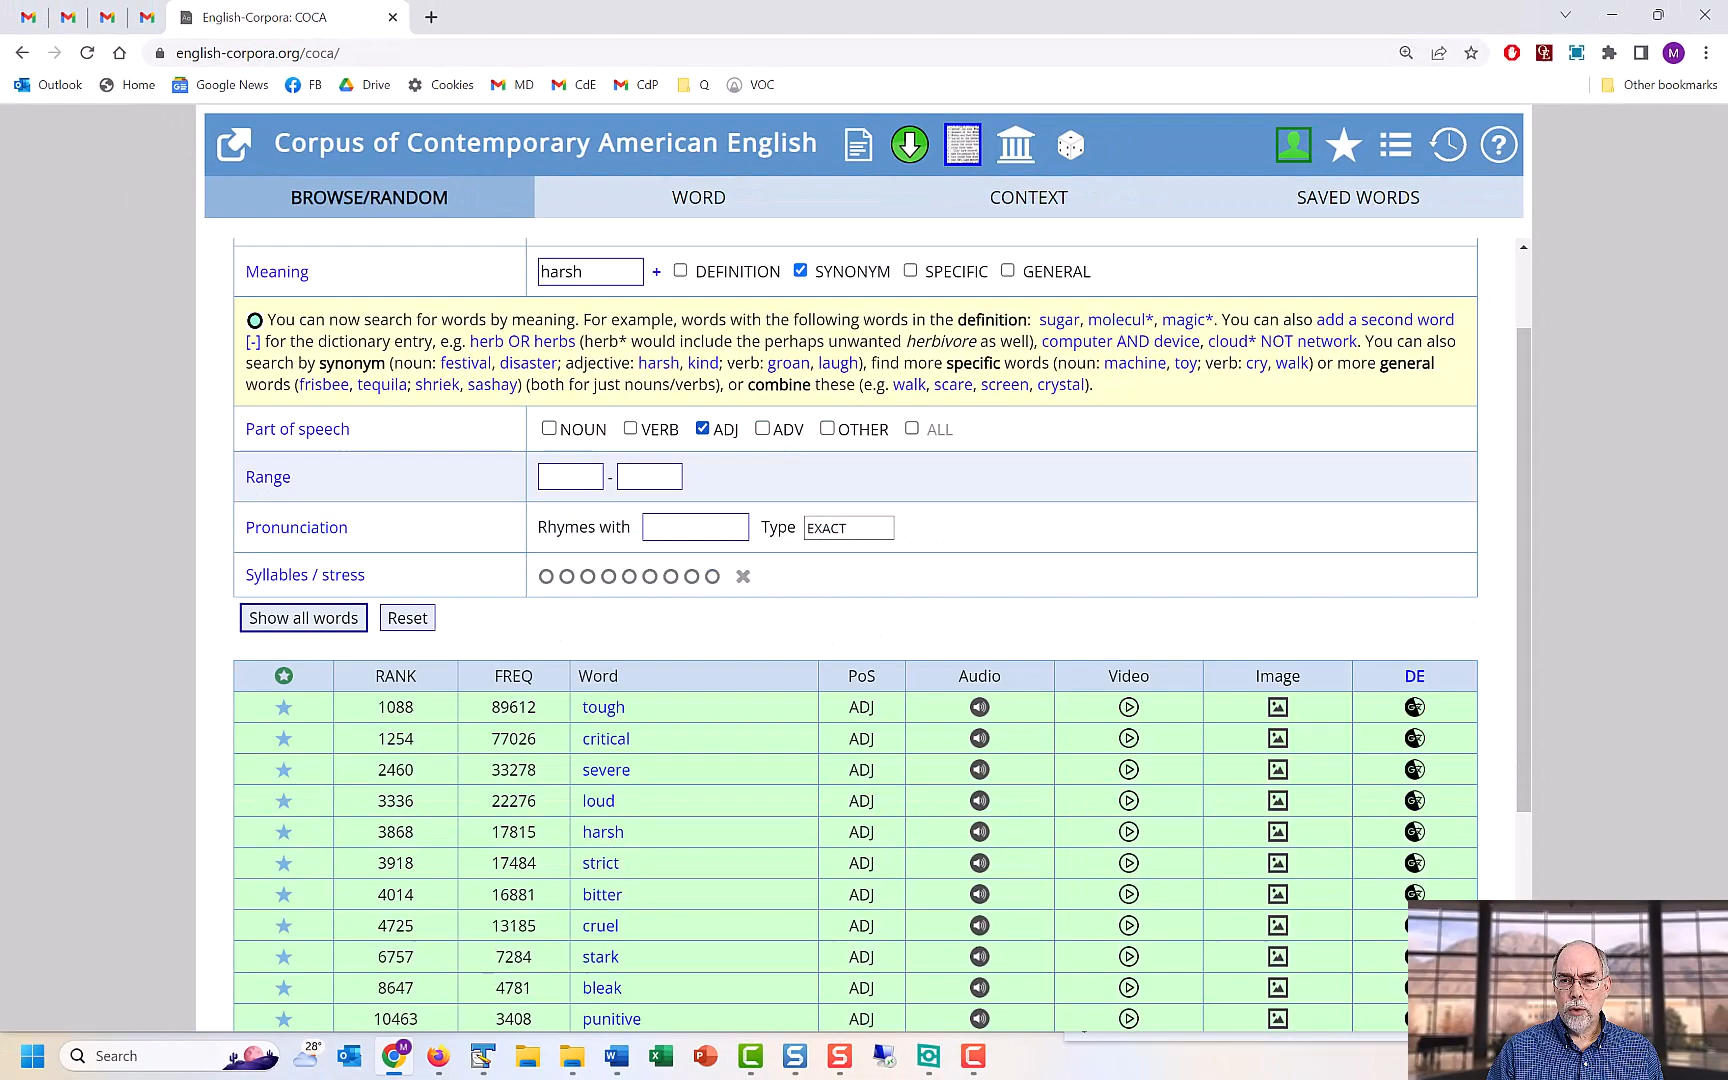 English-Corpora: COCA
english-corpora.org/coca/
M
Outlook Home Google News FB Drive Cookies MD CdE CdP Q VOC Other bookmarks
Corpus of Contemporary American English
BROWSE/RANDOM WORD CONTEXT SAVED WORDS
Meaning harsh + DEFINITION SYNONYM SPECIFIC GENERAL
You can now search for words by meaning. For example, words with the following words in the definition: sugar, molecul*, magic*. You can also add a second word
[-] for the dictionary entry, e.g. herb OR herbs (herb* would include the perhaps unwanted herbivore as well), computer AND device, cloud* NOT network. You can also
search by synonym (noun: festival, disaster; adjective: harsh, kind; verb: groan, laugh), find more specific words (noun: machine, toy; verb: cry, walk) or more general
words (frisbee, tequila; shriek, sashay) (both for just nouns/verbs), or combine these (e.g. walk, scare, screen, crystal).
Part of speech NOUN VERB ADJ ADV OTHER ALL
Range -
Pronunciation Rhymes with Type EXACT
Syllables / stress
Show all words Reset
RANK FREQ Word PoS Audio Video Image DE
1088 89612 tough ADJ
1254 77026 critical ADJ
2460 33278 severe ADJ
3336 22276 loud ADJ
3868 17815 harsh ADJ
3918 17484 strict ADJ
4014 16881 bitter ADJ
4725 13185 cruel ADJ
6757 7284 stark ADJ
8647 4781 bleak ADJ
10463 3408 punitive ADJ
Search 28°